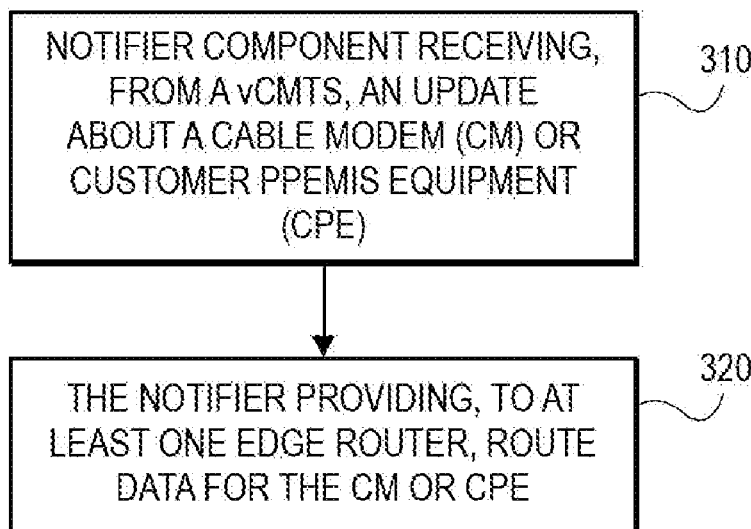 NOTIFIER COMPONENT RECEIVING,
FROM A vCMTS, AN UPDATE
ABOUT A CABLE MODEM (CM) OR
CUSTOMER PPEMIS EQUIPMENT
(CPE)
310
THE NOTIFIER PROVIDING, TO AT
LEAST ONE EDGE ROUTER, ROUTE
DATA FOR THE CM OR CPE
320